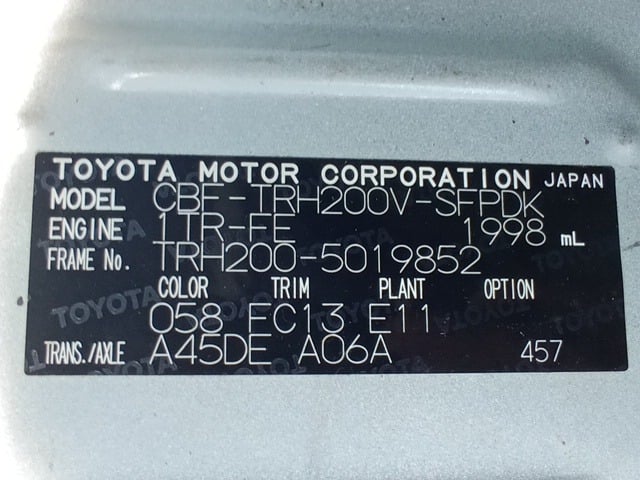 TOYOTA MOTOR CORPORATION JAPAN
MODEL CBF-TRH200V-SFPDK
ENGINE 1TR-FE 1998 mL
FRAME No. TRH200-5019852
COLOR TRIM PLANT OPTION
058 EC13 E11
TRANS./AXLE A45DE A06A 457